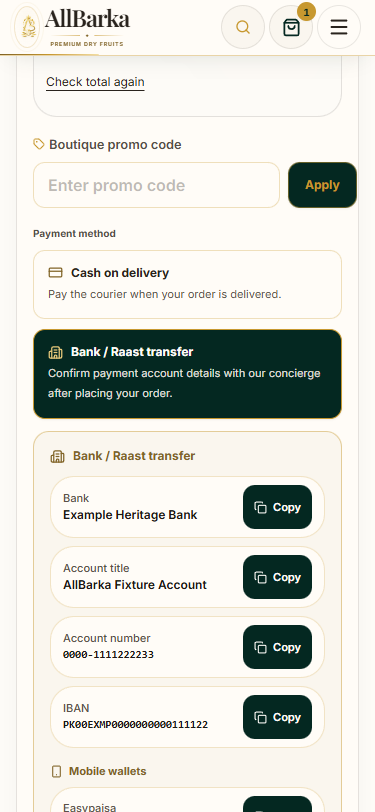 AllBarka
PREMIUM DRY FRUITS
1
Check total again
Boutique promo code
Enter promo code
Apply
Payment method
Cash on delivery
Pay the courier when your order is delivered.
Bank / Raast transfer
Confirm payment account details with our concierge
after placing your order.
Bank / Raast transfer
Bank
Example Heritage Bank
Copy
Account title
AllBarka Fixture Account
Copy
Account number
0000-1111222233
Copy
IBAN
PK00EXMP0000000000111122
Copy
Mobile wallets
Easypaisa
Copy